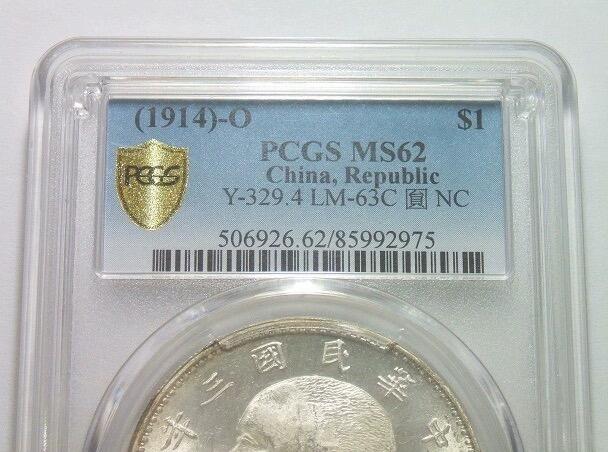 (1914)-O $1
PCGS MS62
China, Republic
Y-329.4 LM-63C 圓 NC
506926.62/85992975
PCGS
中華民國三年